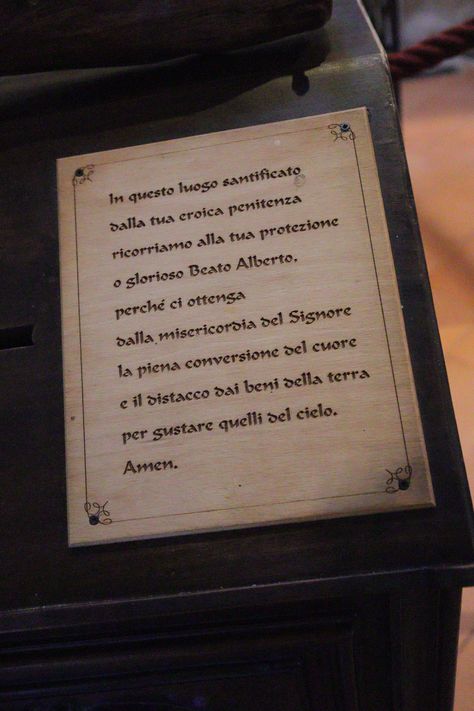 In questo luogo santificato
dalla tua eroica penitenza
ricorriamo alla tua protezione
o glorioso Beato Alberto,
perché ci ottenga
dalla misericordia del Signore
la piena conversione del cuore
e il distacco dai beni della terra
per gustare quelli del cielo.
Amen.